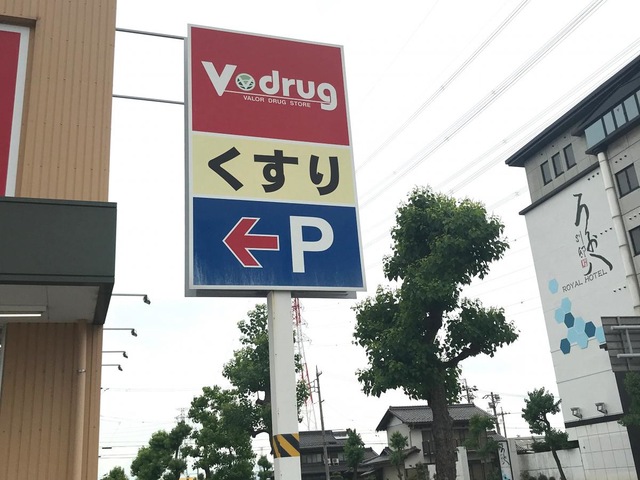 V drug
VALOR DRUG STORE
くすり
P
ROYAL HOTEL